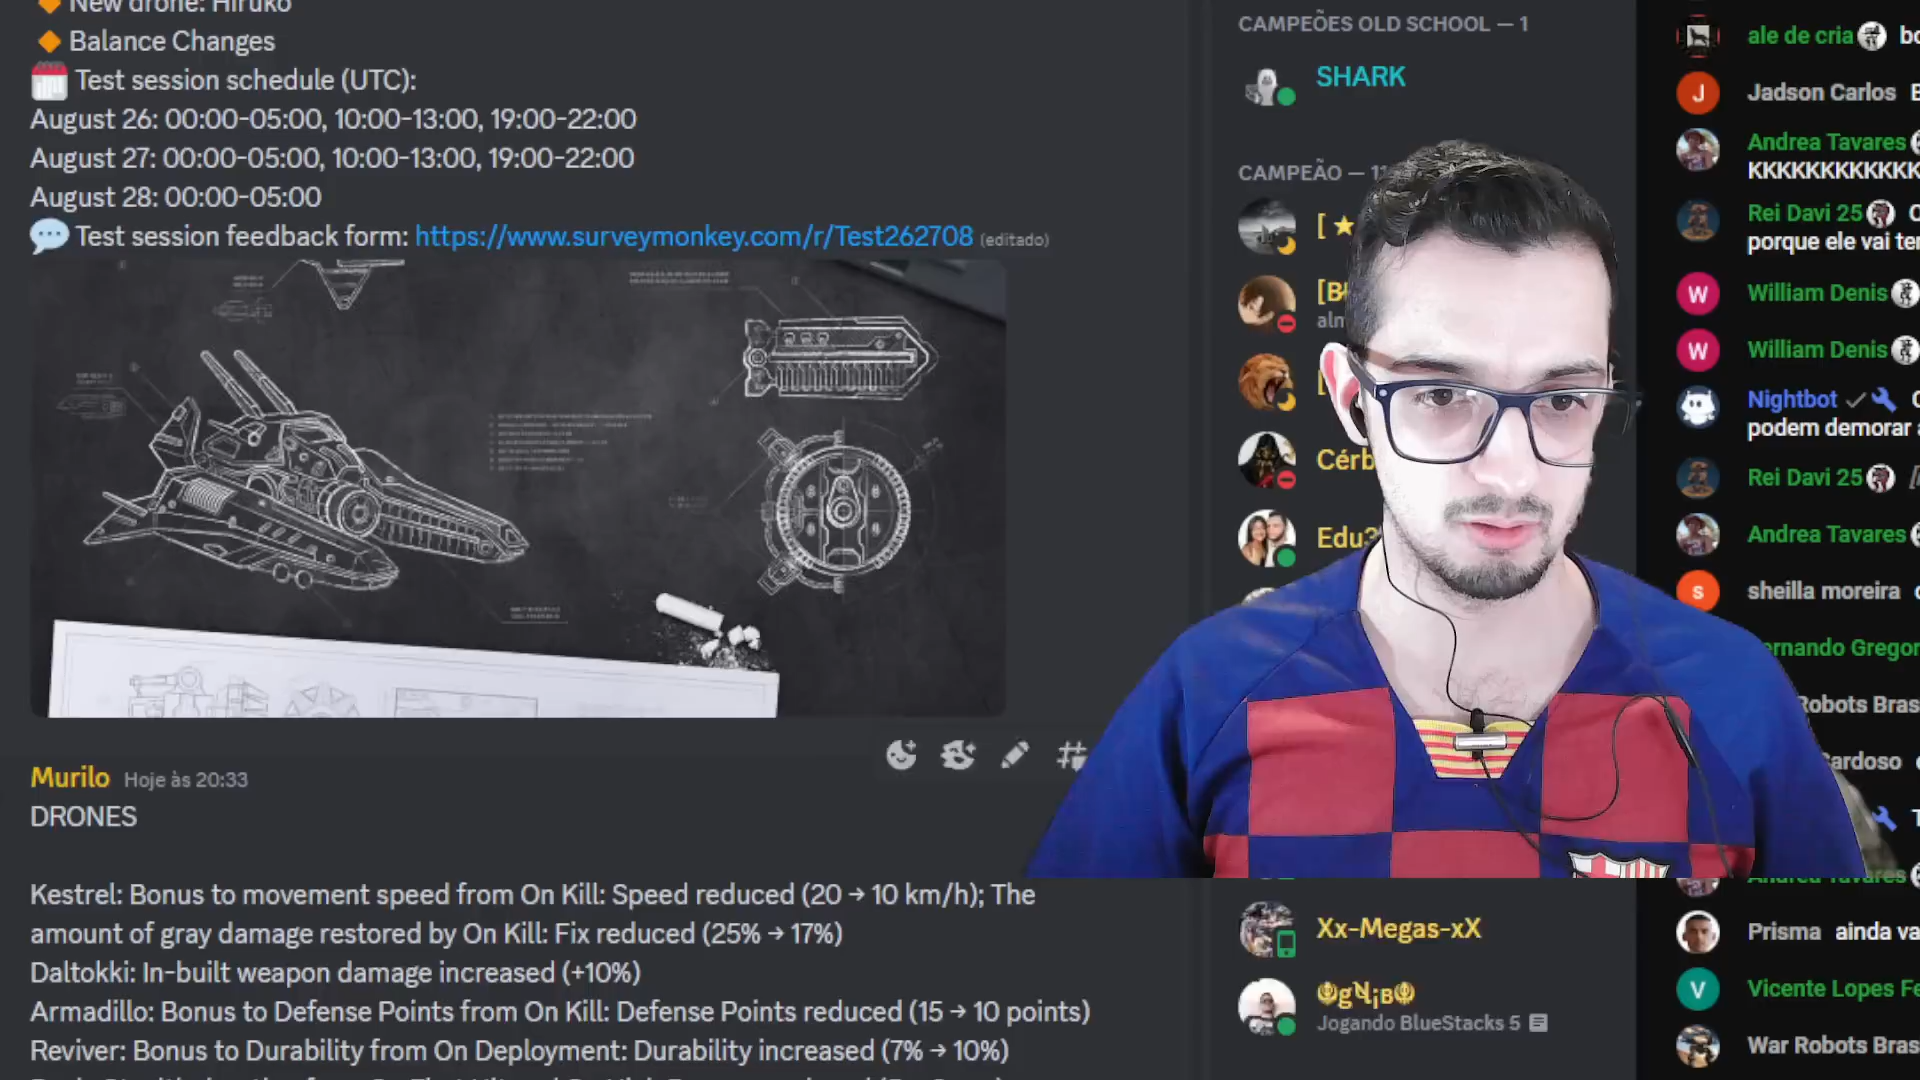 New drone: Hiruko
Balance Changes
Test session schedule (UTC):
August 26: 00:00-05:00, 10:00-13:00, 19:00-22:00
August 27: 00:00-05:00, 10:00-13:00, 19:00-22:00
August 28: 00:00-05:00
Test session feedback form: https://www.surveymonkey.com/r/Test262708 (editado)
Murilo Hoje às 20:33
DRONES
Kestrel: Bonus to movement speed from On Kill: Speed reduced (20 → 10 km/h); The
amount of gray damage restored by On Kill: Fix reduced (25% → 17%)
Daltokki: In-built weapon damage increased (+10%)
Armadillo: Bonus to Defense Points from On Kill: Defense Points reduced (15 → 10 points)
Reviver: Bonus to Durability from On Deployment: Durability increased (7% → 10%)
CAMPEÕES OLD SCHOOL — 1
SHARK
CAMPEÃO —
Xx-Megas-xX
Jogando BlueStacks 5
ale de cria
J
Jadson Carlos
Andrea Tavares
KKKKKKKKKKKK
Rei Davi 25
porque ele vai
W
William Denis
W
William Denis
Nightbot
podem demorar
Rei Davi 25
Andrea Tavares
s
sheilla moreira
Robots
Andrea Tavares
Prisma ainda
V
Vicente Lopes
War Robots